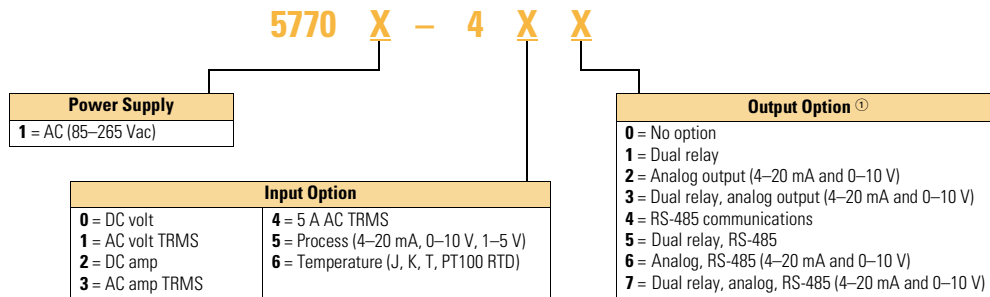 5770 X – 4 X X
Power Supply
1 = AC (85–265 Vac)
Input Option
0 = DC volt
1 = AC volt TRMS
2 = DC amp
3 = AC amp TRMS
4 = 5 A AC TRMS
5 = Process (4–20 mA, 0–10 V, 1–5 V)
6 = Temperature (J, K, T, PT100 RTD)
Output Option ①
0 = No option
1 = Dual relay
2 = Analog output (4–20 mA and 0–10 V)
3 = Dual relay, analog output (4–20 mA and 0–10 V)
4 = RS-485 communications
5 = Dual relay, RS-485
6 = Analog, RS-485 (4–20 mA and 0–10 V)
7 = Dual relay, analog, RS-485 (4–20 mA and 0–10 V)